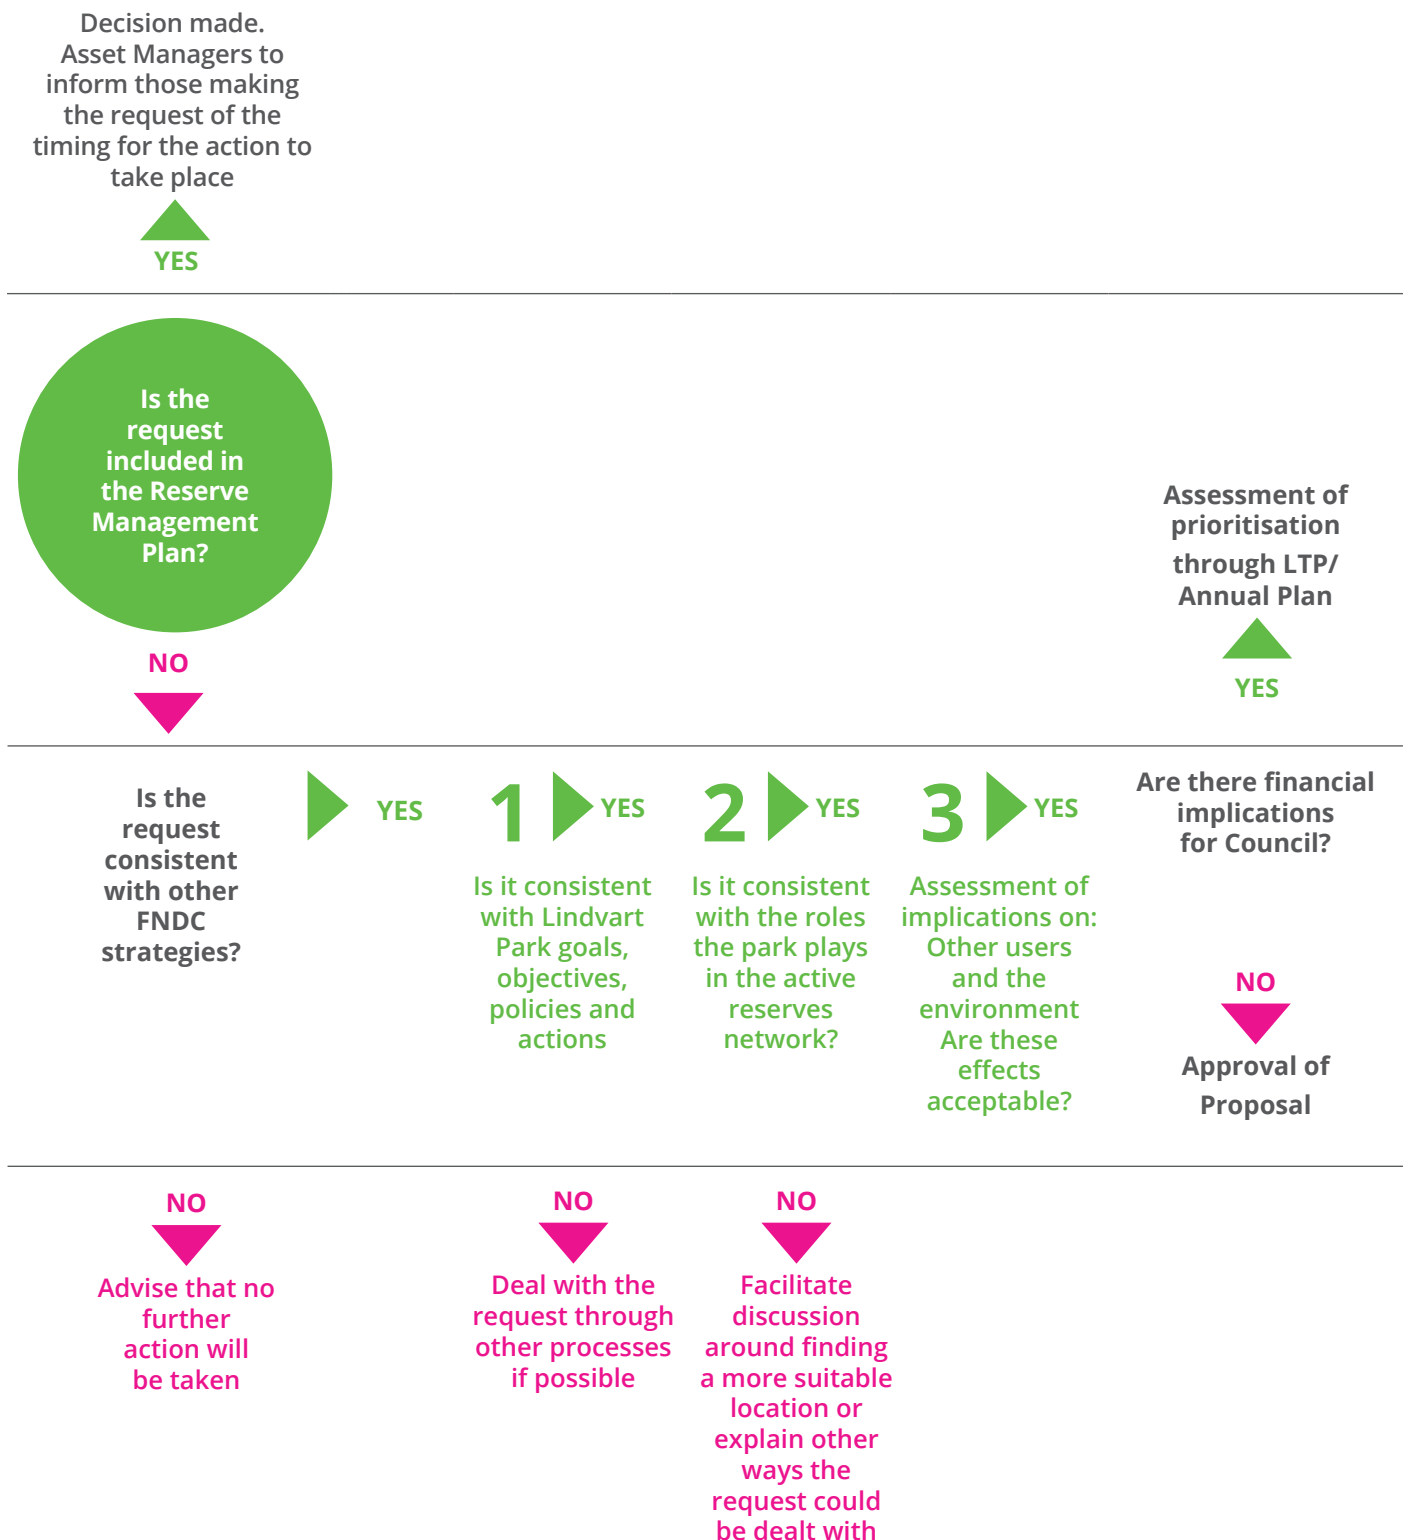 Decision made.
Asset Managers to
inform those making
the request of the
timing for the action to
take place
YES
Is the
request
included in
the Reserve
Management
Plan?
NO
Assessment of
prioritisation
through LTP/
Annual Plan
YES
Is the
request
consistent
with other
FNDC
strategies?
YES
1
YES
Is it consistent
with Lindvart
Park goals,
objectives,
policies and
actions
2
YES
Is it consistent
with the roles
the park plays
in the active
reserves
network?
3
YES
Assessment of
implications on:
Other users
and the
environment
Are these
effects
acceptable?
Are there financial
implications
for Council?
NO
Approval of
Proposal
NO
Advise that no
further
action will
be taken
NO
Deal with the
request through
other processes
if possible
NO
Facilitate
discussion
around finding
a more suitable
location or
explain other
ways the
request could
be dealt with